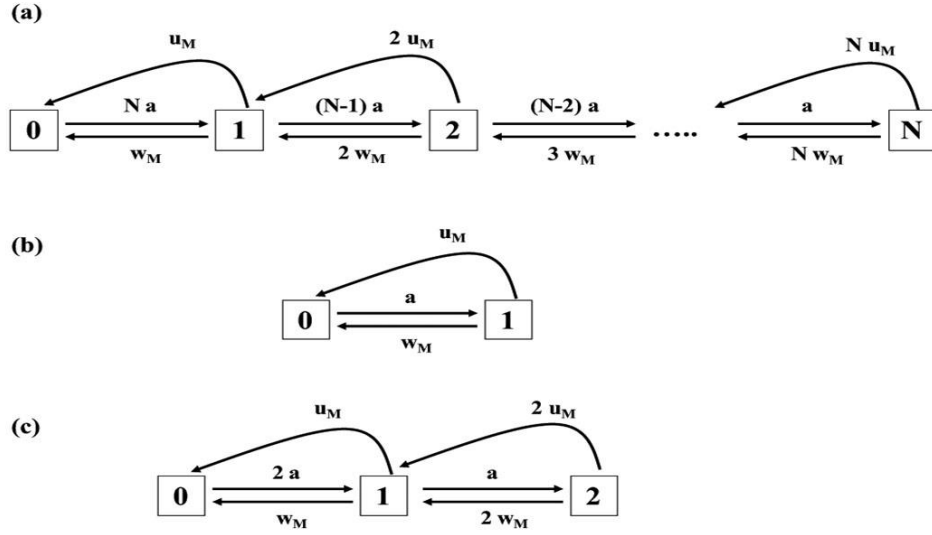 (a)
u_M 2 u_M N u_M
N a (N-1) a (N-2) a a
0 1 2 ..... N
w_M 2 w_M 3 w_M N w_M
(b)
u_M
a
0 1
w_M
(c)
u_M 2 u_M
2 a a
0 1 2
w_M 2 w_M